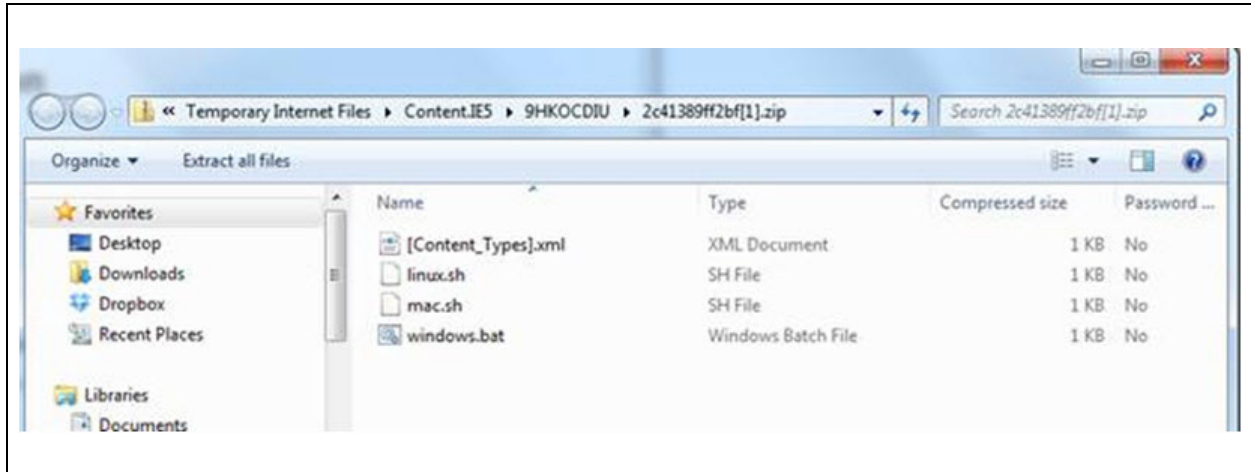 « Temporary Internet Files ▸ Content.IE5 ▸ 9HKOCDIU ▸ 2c41389ff2bf[1].zip Search 2c41389ff2bf[1].zip
Organize Extract all files
Favorites Name Type Compressed size Password ...
Desktop [Content_Types].xml XML Document 1 KB No
Downloads linux.sh SH File 1 KB No
Dropbox mac.sh SH File 1 KB No
Recent Places windows.bat Windows Batch File 1 KB No
Libraries
Documents